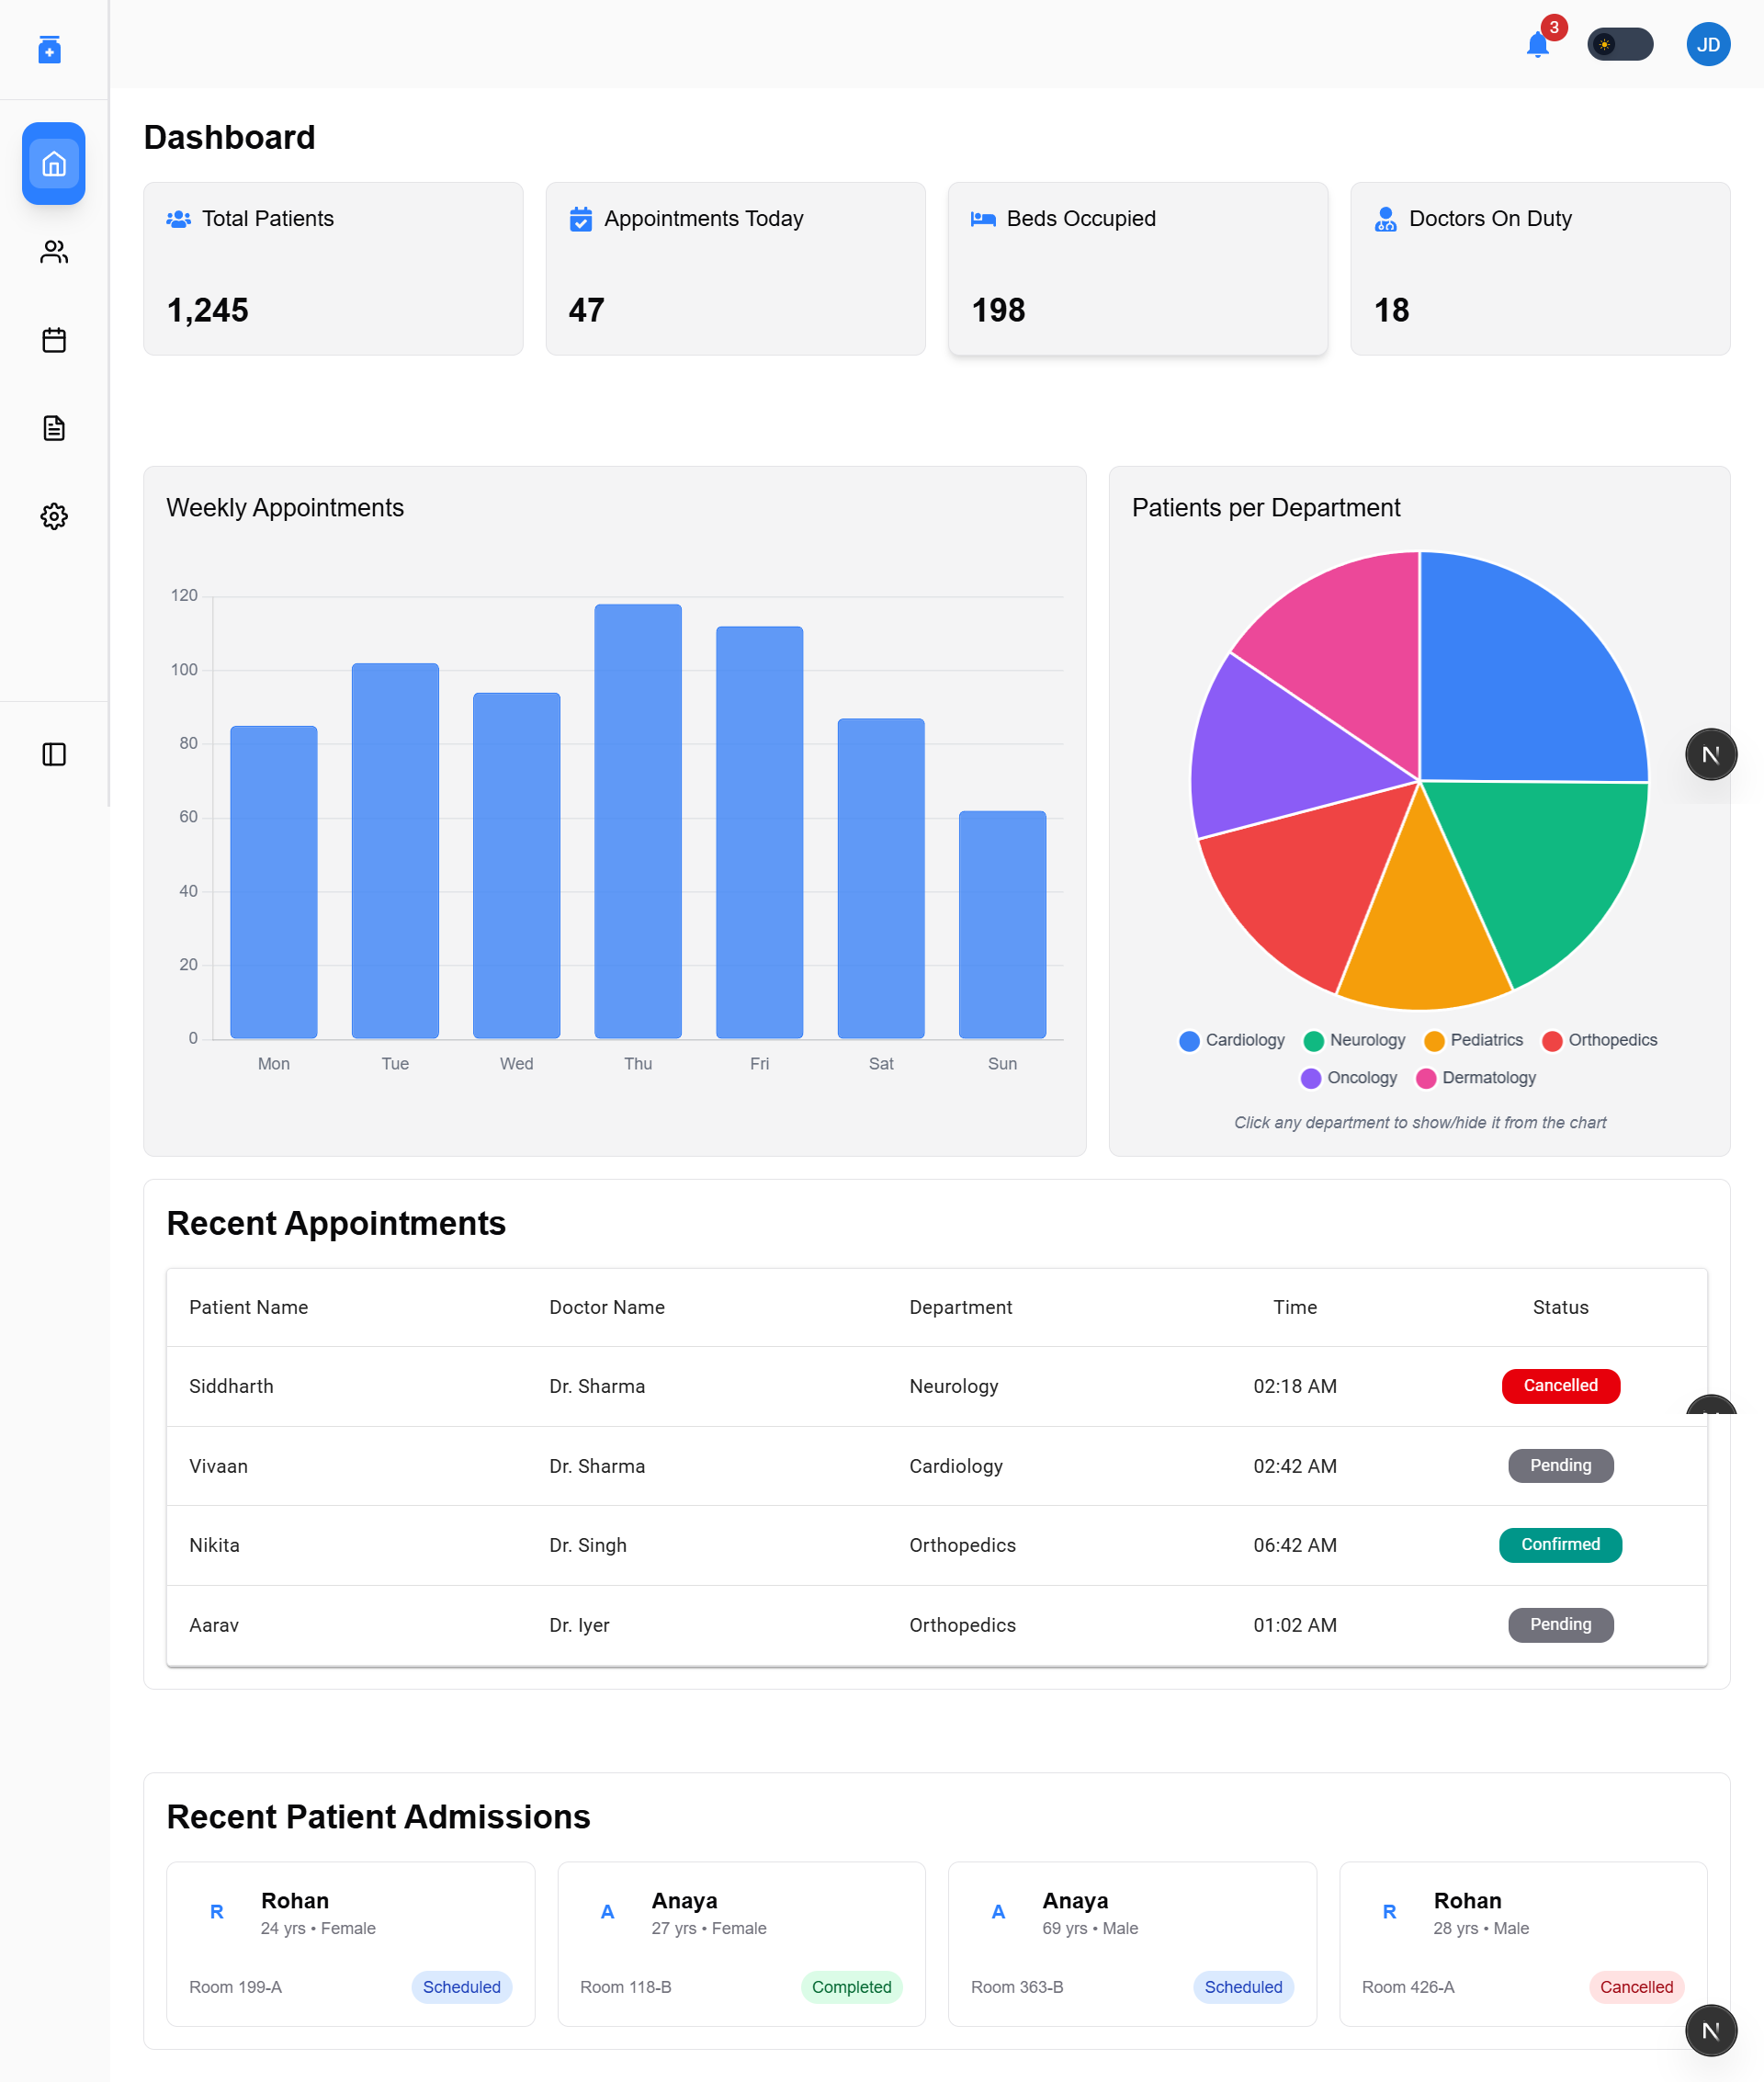 3
JD
Dashboard
Total Patients
Appointments Today
Beds Occupied
Doctors On Duty
1,245
47
198
18
Weekly Appointments
120
100
80
60
40
20
0
Mon Tue Wed Thu Fri Sat Sun
Patients per Department
Cardiology Neurology Pediatrics Orthopedics
Oncology Dermatology
Click any department to show/hide it from the chart
N
Recent Appointments
Patient Name Doctor Name Department Time Status
Siddharth Dr. Sharma Neurology 02:18 AM Cancelled
Vivaan Dr. Sharma Cardiology 02:42 AM Pending
Nikita Dr. Singh Orthopedics 06:42 AM Confirmed
Aarav Dr. Iyer Orthopedics 01:02 AM Pending
Recent Patient Admissions
R
Rohan
24 yrs • Female
Room 199-A Scheduled
A
Anaya
27 yrs • Female
Room 118-B Completed
A
Anaya
69 yrs • Male
Room 363-B Scheduled
R
Rohan
28 yrs • Male
Room 426-A Cancelled
N